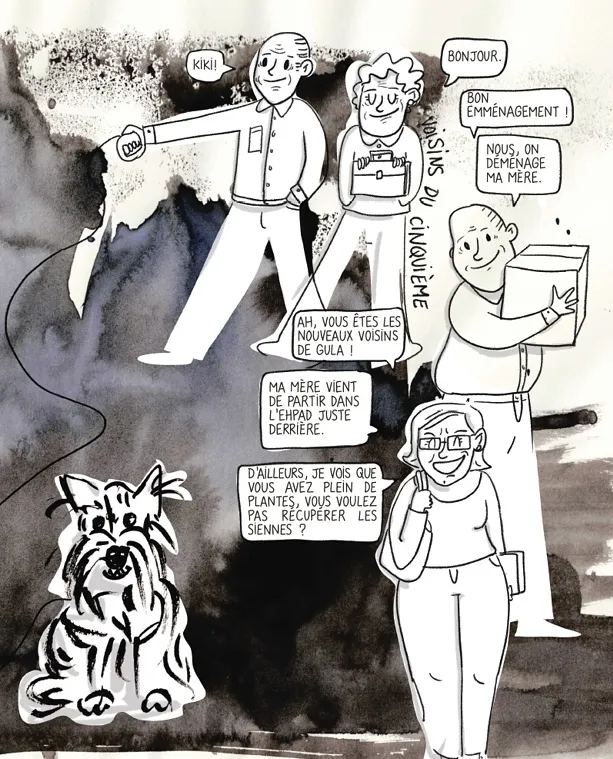 KIKI!
BONJOUR.
BON
EMMÉNAGEMENT !
NOUS, ON
DÉMÉNAGE
MA MÈRE.
VOISINS DU CINQUIÈME
AH, VOUS ÊTES LES
NOUVEAUX VOISINS
DE GULA !
MA MÈRE VIENT
DE PARTIR DANS
L'EHPAD JUSTE
DERRIÈRE.
D'AILLEURS, JE VOIS QUE
VOUS AVEZ PLEIN DE
PLANTES, VOUS VOULEZ
PAS RÉCUPÉRER LES
SIENNES ?